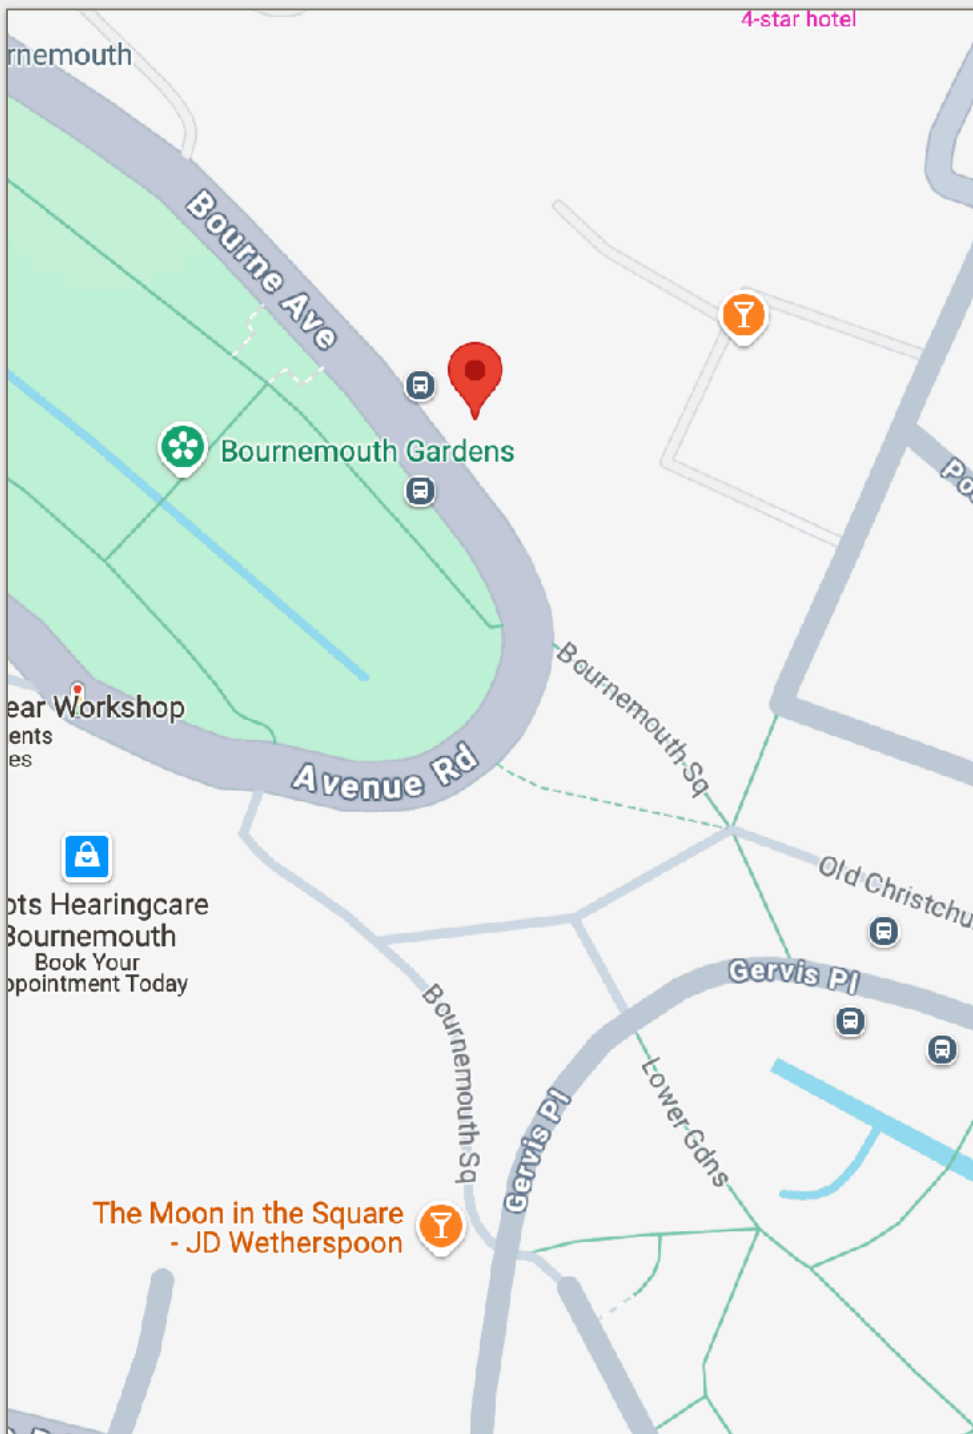 4-star hotel
rnemouth
Bourne Ave
Bournemouth Gardens
Bournemouth Sq
ear Workshop
ents
es
Avenue Rd
Old Christchu
ots Hearingcare
Bournemouth
Book Your
ppointment Today
Gervis Pl
Bournemouth Sq
Lower Gdns
Gervis Pl
The Moon in the Square
- JD Wetherspoon